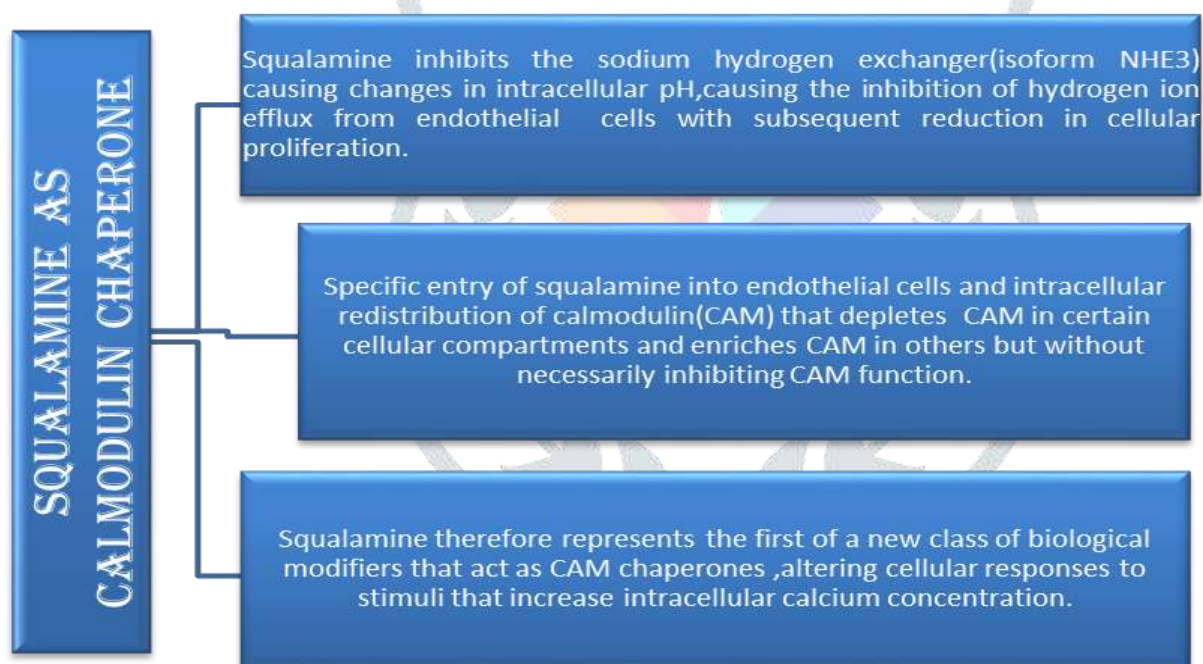 SQUALAMINE AS
CALMODULIN CHAPERONE
Squalamine inhibits the sodium hydrogen exchanger(isoform NHE3)
causing changes in intracellular pH,causing the inhibition of hydrogen ion
efflux from endothelial cells with subsequent reduction in cellular
proliferation.
Specific entry of squalamine into endothelial cells and intracellular
redistribution of calmodulin(CAM) that depletes CAM in certain
cellular compartments and enriches CAM in others but without
necessarily inhibiting CAM function.
Squalamine therefore represents the first of a new class of biological
modifiers that act as CAM chaperones ,altering cellular responses to
stimuli that increase intracellular calcium concentration.